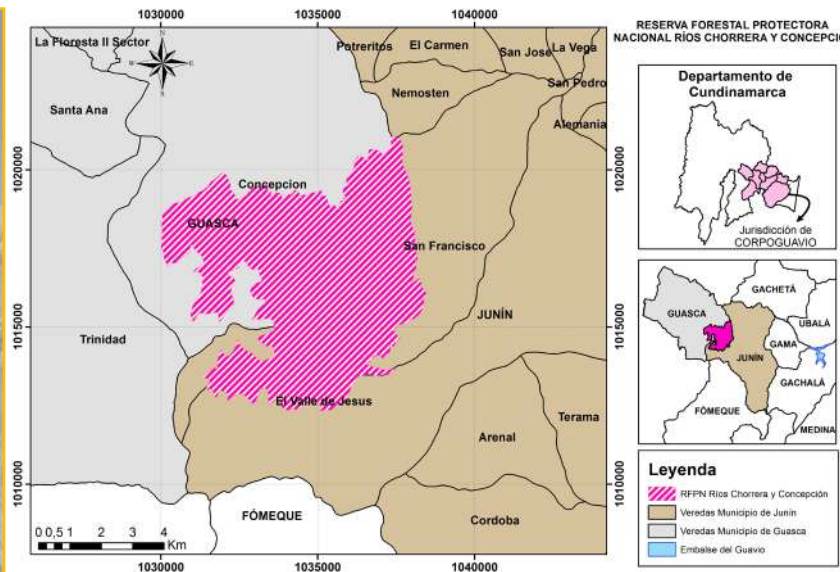 1030000
1035000
1040000
La Floresta II Sector
N
W
E
S
Potreritos
El Carmen
San Jose
La Vega
Santa Ana
Nemosten
San Pedro
Alemania
1020000
1020000
Concepcion
GUASCA
San Francisco
1015000
1015000
Trinidad
JUNÍN
El Valle de Jesus
Terama
Arenal
1010000
1010000
FÓMEQUE
Cordoba
0 0,5 1 2 3 4
Km
1030000
1035000
1040000
RESERVA FORESTAL PROTECTORA
NACIONAL RÍOS CHORRERA Y CONCEPCIÓ
Departamento de
Cundinamarca
Jurisdicción de
CORPOGUAVIO
GACHETÁ
GUASCA
UBALÁ
GAMA
JUNÍN
GACHALÁ
FÓMEQUE
MEDINA
Leyenda
RFPN Ríos Chorrera y Concepción
Veredas Municipio de Junín
Veredas Municipio de Guasca
Embalse del Guavio